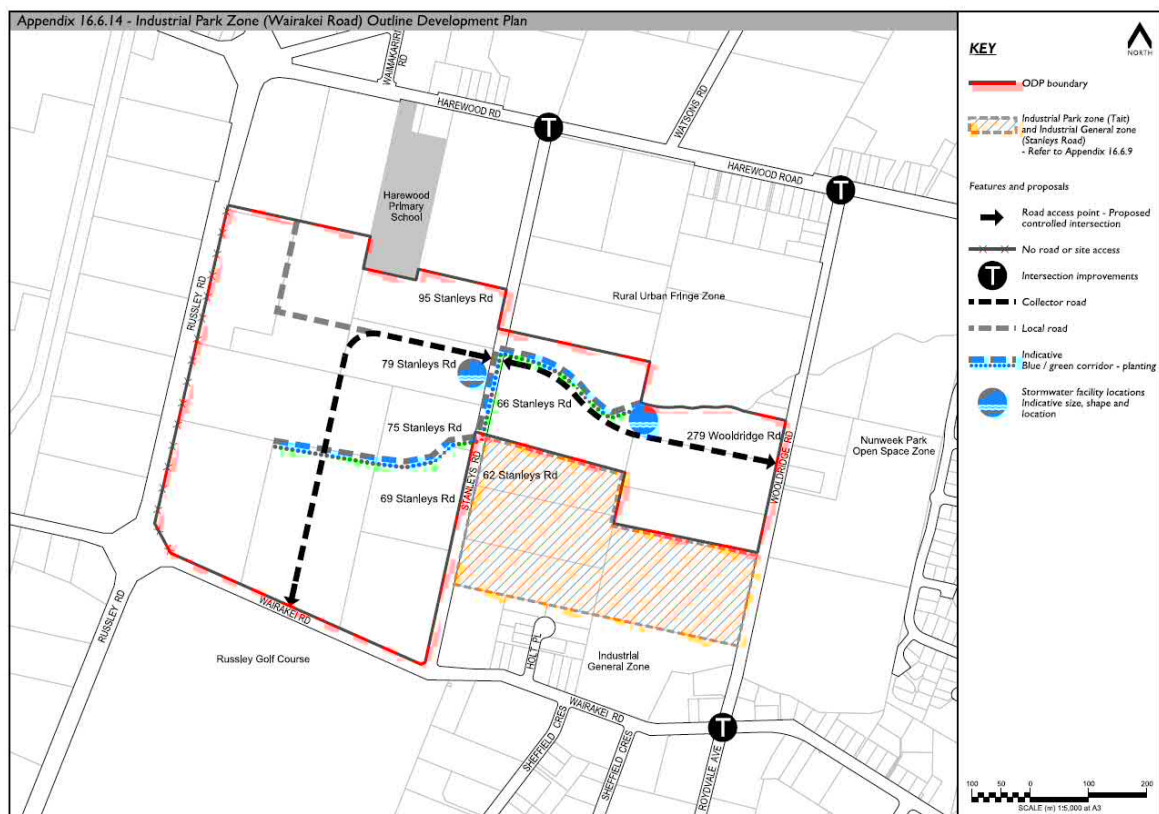 Appendix 16.6.14 - Industrial Park Zone (Wairakei Road) Outline Development Plan
WAIMAKARIRI
RD
HAREWOOD RD
T
WATSONS RD
HAREWOOD ROAD
T
Harewood
Primary
School
RUSSLEY RD
95 Stanleys Rd
Rural Urban Fringe Zone
79 Stanleys Rd
66 Stanleys Rd
75 Stanleys Rd
279 Wooldridge Rd
WOOLDRIDGE RD
Nunweek Park
Open Space Zone
STANLEYS RD
62 Stanleys Rd
69 Stanleys Rd
RUSSLEY RD
WAIRAKEI RD
Russley Golf Course
HOLT PL
Industrial
General Zone
WAIRAKEI RD
SHEFFIELD CRES
SHEFFIELD CRES
T
ROYDVALE AVE
KEY
NORTH
ODP boundary
Industrial Park zone (Tait)
and Industrial General zone
(Stanleys Road)
- Refer to Appendix 16.6.9
Features and proposals
Road access point - Proposed
controlled intersection
No road or site access
T
Intersection improvements
Collector road
Local road
Indicative
Blue / green corridor - planting
Stormwater facility locations
Indicative size, shape and
location
100 0 100 200
SCALE (m) 1:5,000 at A3